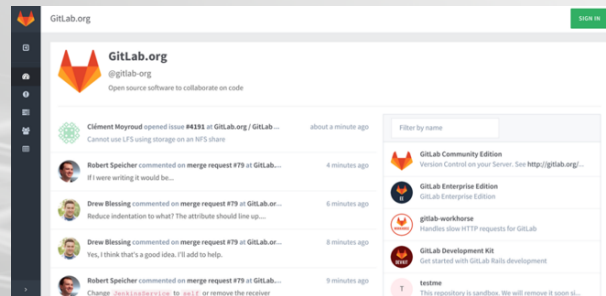 GitLab.org
SIGN IN
GitLab.org
@gitlab-org
Open source software to collaborate on code
Clément Moyroud opened issue #4191 at GitLab.org / GitLab ...
about a minute ago
Cannot use LFS using storage on an NFS share
Robert Speicher commented on merge request #79 at GitLab....
4 minutes ago
If I were writing it would be...
Drew Blessing commented on merge request #79 at GitLab.or...
6 minutes ago
Reduce indentation to what? The attribute should line up....
Drew Blessing commented on merge request #79 at GitLab.or...
8 minutes ago
Yes, I think that's a good idea. I'll add to help.
Robert Speicher commented on merge request #79 at GitLab....
9 minutes ago
Change JenkinsService to self or remove the receiver
Filter by name
GitLab Community Edition
Version Control on your Server. See http://gitlab.org/...
EE
GitLab Enterprise Edition
GitLab Enterprise Edition
gitlab-workhorse
Handles slow HTTP requests for GitLab
GitLab Development Kit
Get started with GitLab Rails development
T
testme
This repository is sandbox. We will remove it soon si...